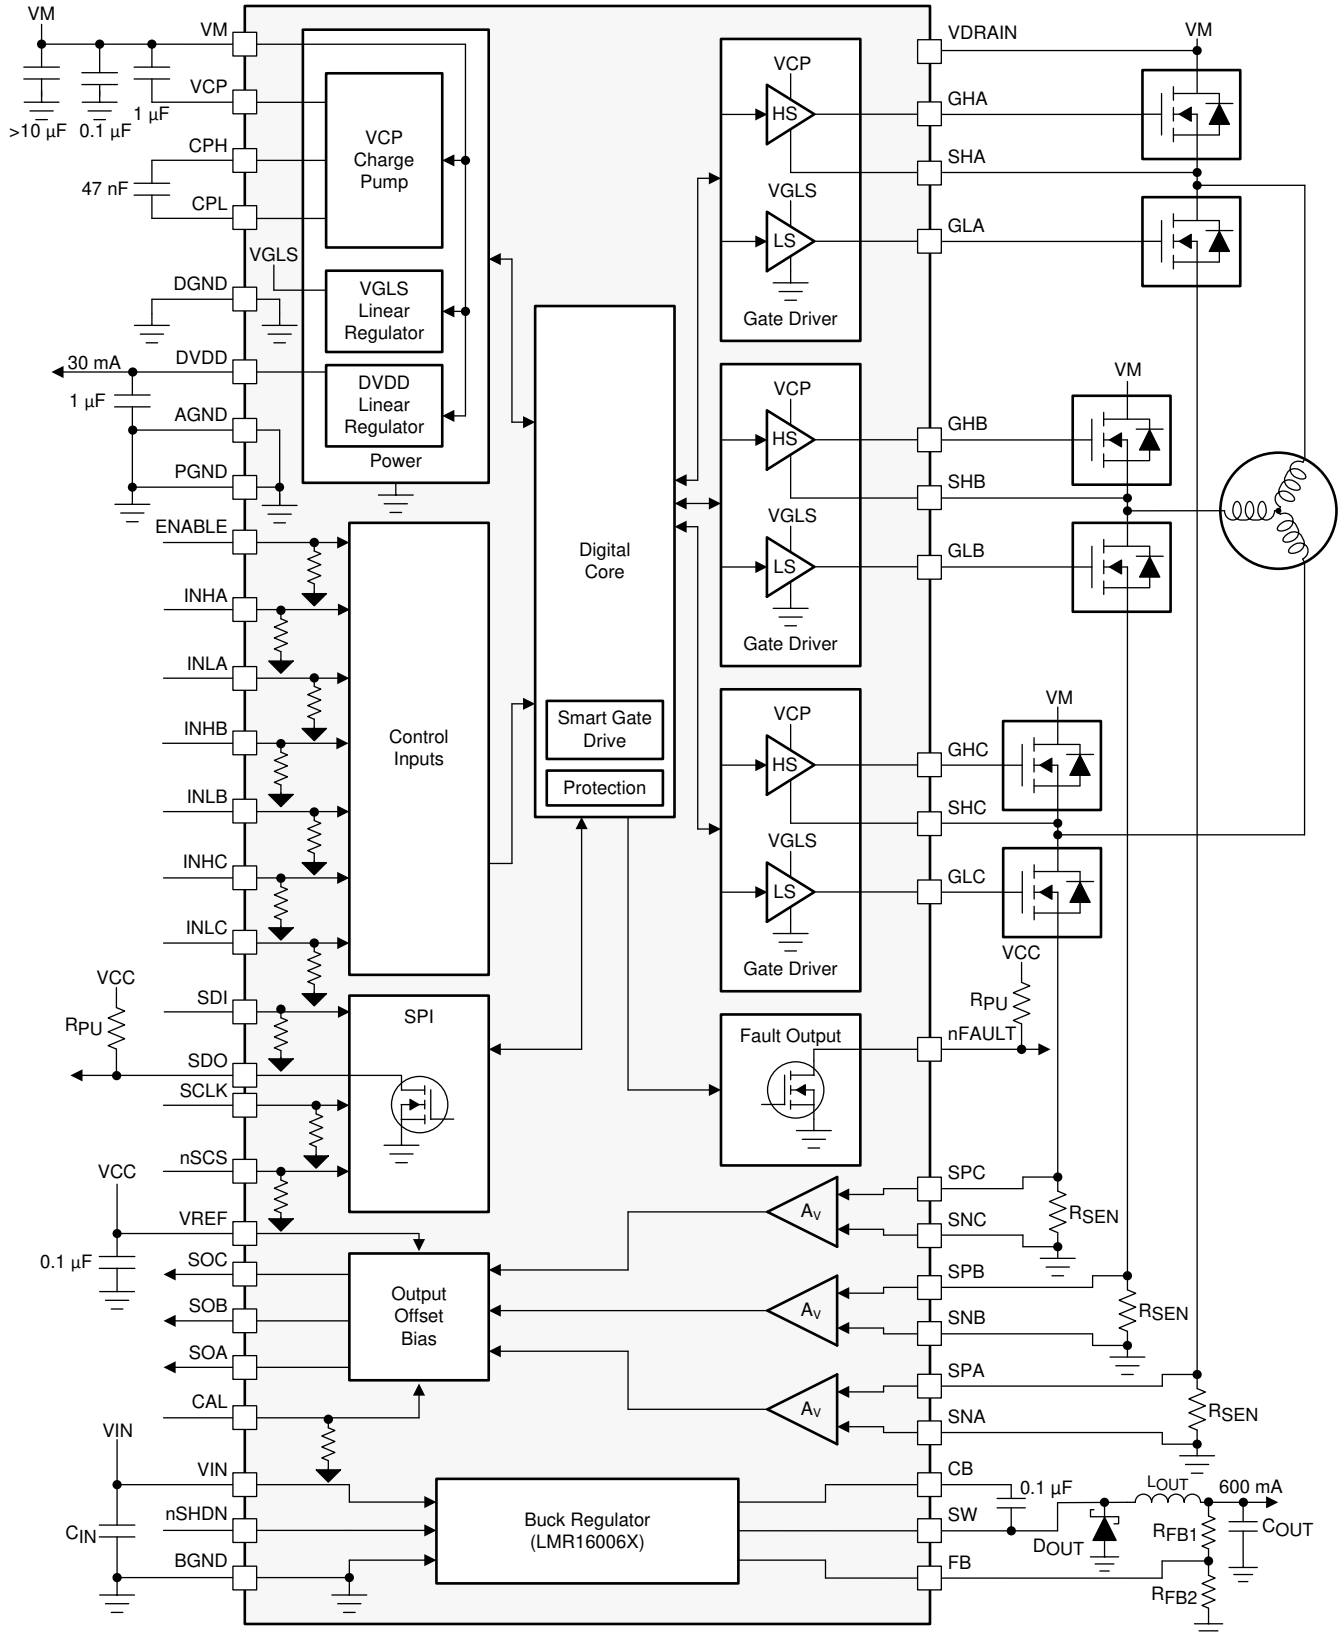 VM
VM
VCP
>10 µF
0.1 µF
1 µF
CPH
47 nF
CPL
VGLS
DGND
DVDD
30 mA
1 µF
AGND
PGND
VCP
Charge
Pump
VGLS
Linear
Regulator
DVDD
Linear
Regulator
Power
ENABLE
INHA
INLA
INHB
INLB
INHC
INLC
Control
Inputs
VCC
RPU
SDI
SDO
SCLK
nSCS
SPI
VCC
VREF
0.1 µF
SOC
SOB
SOA
CAL
Output
Offset
Bias
VIN
VIN
nSHDN
CIN
BGND
Buck Regulator
(LMR16006X)
Digital
Core
Smart Gate
Drive
Protection
VCP
HS
VGLS
LS
Gate Driver
VCP
HS
VGLS
LS
Gate Driver
VCP
HS
VGLS
LS
Gate Driver
Fault Output
AV
AV
AV
VDRAIN
VM
GHA
SHA
GLA
VM
GHB
SHB
GLB
VM
GHC
SHC
GLC
VCC
RPU
nFAULT
SPC
SNC
RSEN
SPB
SNB
RSEN
SPA
SNA
RSEN
CB
0.1 µF
SW
LOUT
600 mA
DOUT
RFB1
COUT
FB
RFB2